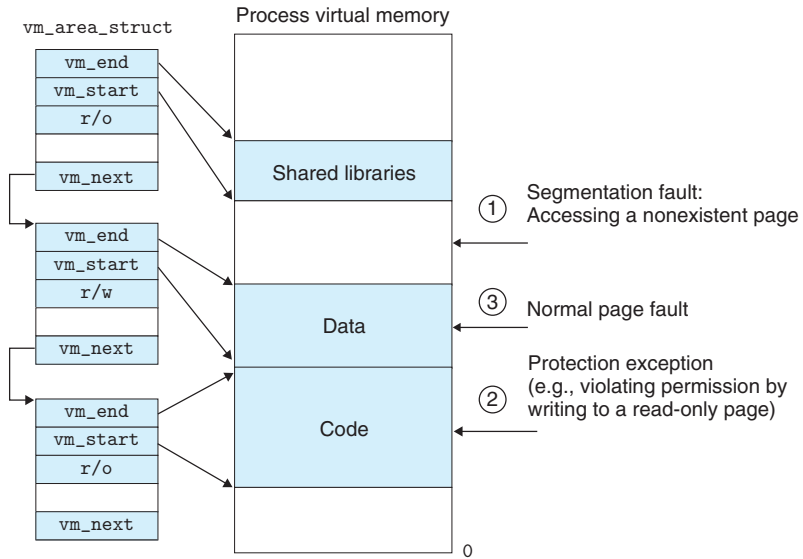 Process virtual memory
vm_area_struct
vm_end
vm_start
r/o
vm_next
vm_end
vm_start
r/w
vm_next
vm_end
vm_start
r/o
vm_next
Shared libraries
Data
Code
0
1
Segmentation fault:
Accessing a nonexistent page
3
Normal page fault
2
Protection exception
(e.g., violating permission by
writing to a read-only page)